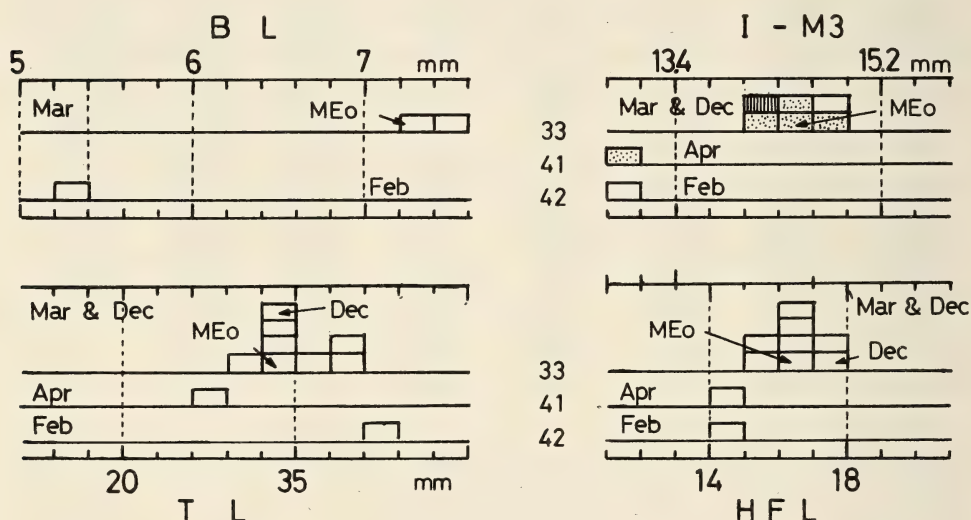 B L
5 6 7 mm
Mar MEo
Feb
I - M3
13.4 15.2 mm
Mar & Dec MEo
33
41 Apr
42 Feb
Mar & Dec Dec
MEo
Apr
Feb
20 35 mm
T L
Mar & Dec
MEo Dec
33
41 Apr
42 Feb
14 18
H F L